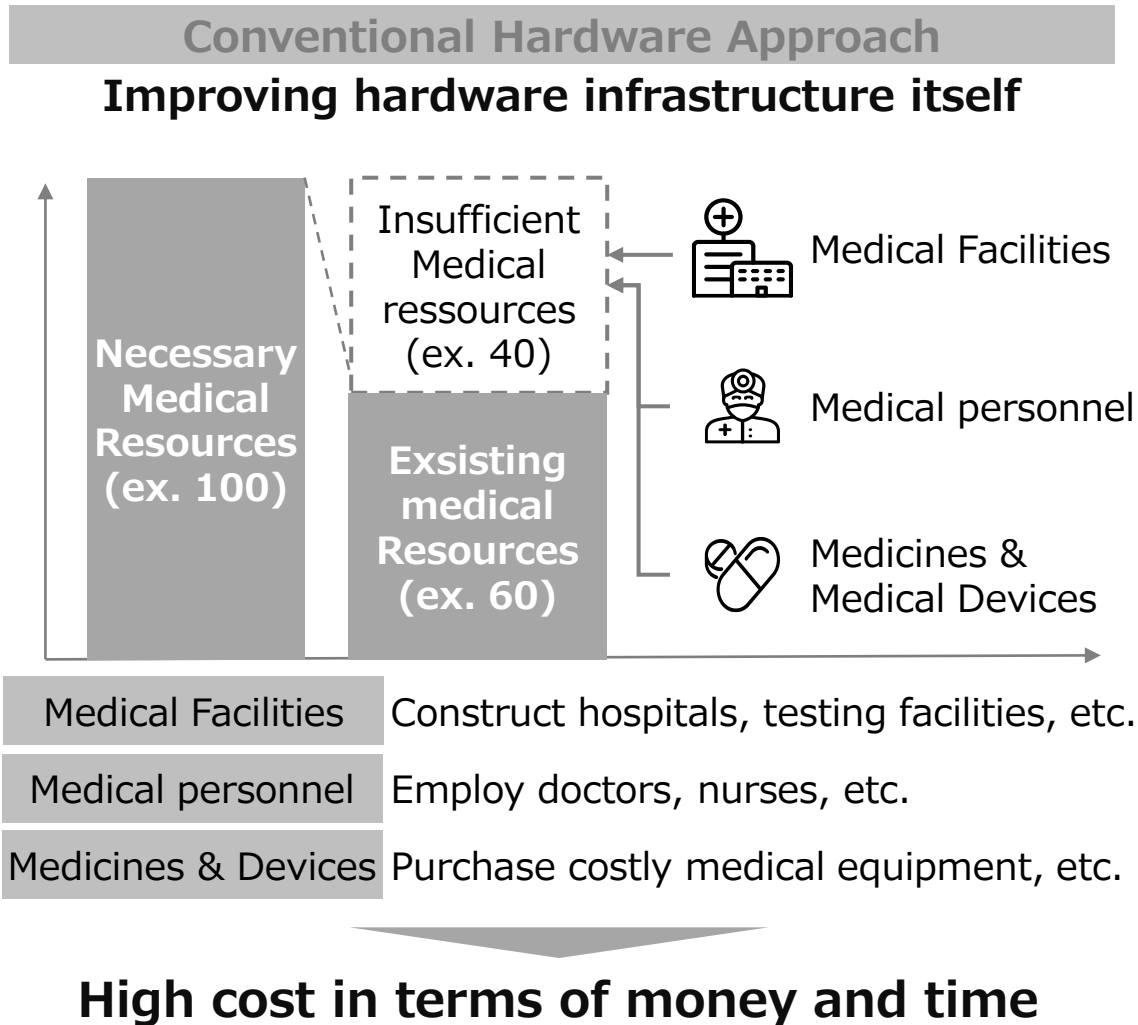 Conventional Hardware Approach
Improving hardware infrastructure itself
Necessary
Medical
Resources
(ex. 100)
Insufficient
Medical
ressources
(ex. 40)
Exsisting
medical
Resources
(ex. 60)
Medical Facilities
Medical personnel
Medicines &
Medical Devices
Medical Facilities Construct hospitals, testing facilities, etc.
Medical personnel Employ doctors, nurses, etc.
Medicines & Devices Purchase costly medical equipment, etc.
High cost in terms of money and time